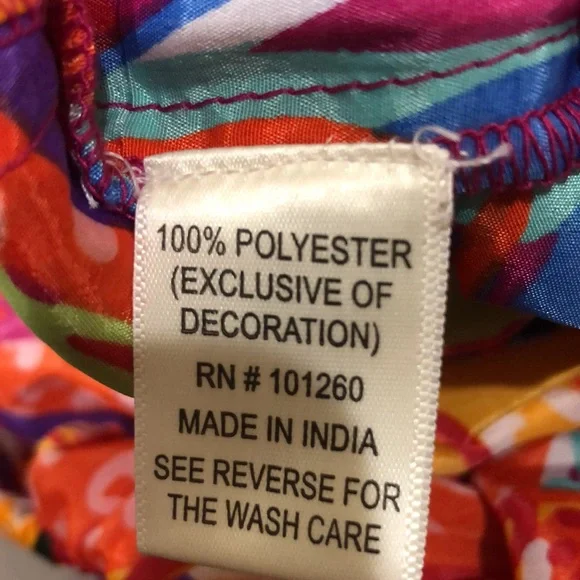 100% POLYESTER
(EXCLUSIVE OF
DECORATION)
RN # 101260
MADE IN INDIA
SEE REVERSE FOR
THE WASH CARE